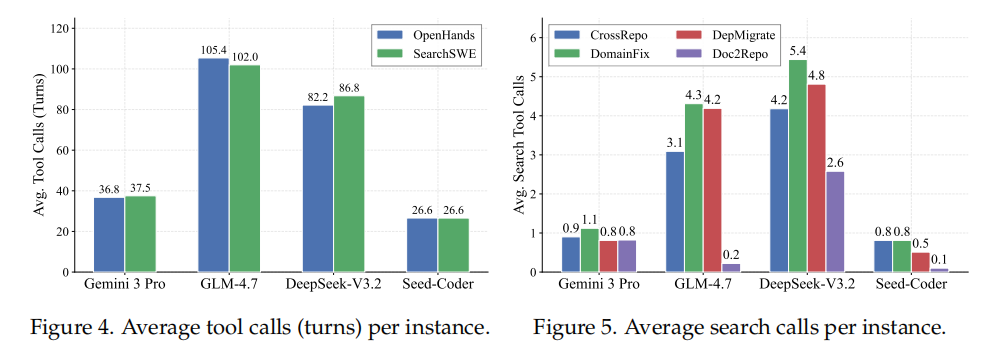 Avg. Tool Calls (Turns)
120
100
80
60
40
20
0
OpenHands
SearchSWE
36.8
37.5
105.4
102.0
82.2
86.8
26.6
26.6
Gemini 3 Pro
GLM-4.7
DeepSeek-V3.2
Seed-Coder
Figure 4. Average tool calls (turns) per instance.
Avg. Search Tool Calls
6
5
4
3
2
1
0
CrossRepo
DomainFix
DepMigrate
Doc2Repo
0.9
1.1
0.8
0.8
3.1
4.3
4.2
0.2
4.2
5.4
4.8
2.6
0.8
0.8
0.5
0.1
Gemini 3 Pro
GLM-4.7
DeepSeek-V3.2
Seed-Coder
Figure 5. Average search calls per instance.